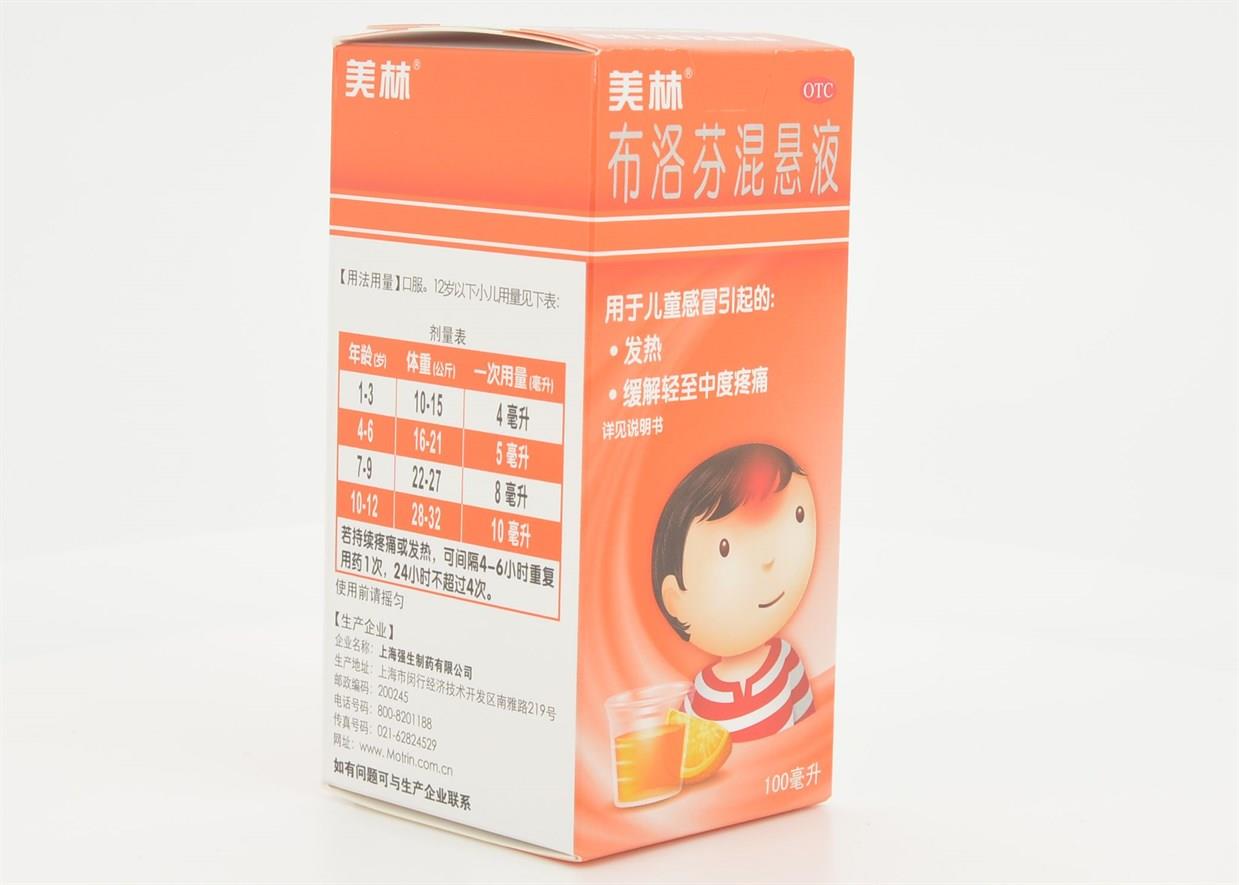 美林®
【用法用量】口服。12岁以下小儿用量见下表:
剂量表
年龄(岁) 体重(公斤) 一次用量(毫升)
1-3 10-15 4 毫升
4-6 16-21 5 毫升
7-9 22-27 8 毫升
10-12 28-32 10 毫升
若持续疼痛或发热，可间隔4-6小时重复
用药1次，24小时不超过4次。
使用前请摇匀
【生产企业】
企业名称: 上海强生制药有限公司
生产地址: 上海市闵行经济技术开发区南雅路219号
邮政编码: 200245
电话号码: 800-8201188
传真号码: 021-62824529
网址: www. Motrin.com.cn
如有问题可与生产企业联系
美林®
OTC
布洛芬混悬液
用于儿童感冒引起的:
• 发热
• 缓解轻至中度疼痛
详见说明书
100毫升